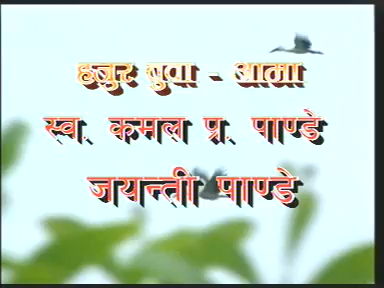 हजुर बुवा - आमा
स्व. कमल प्र. पाण्डे
जयन्ती पाण्डे